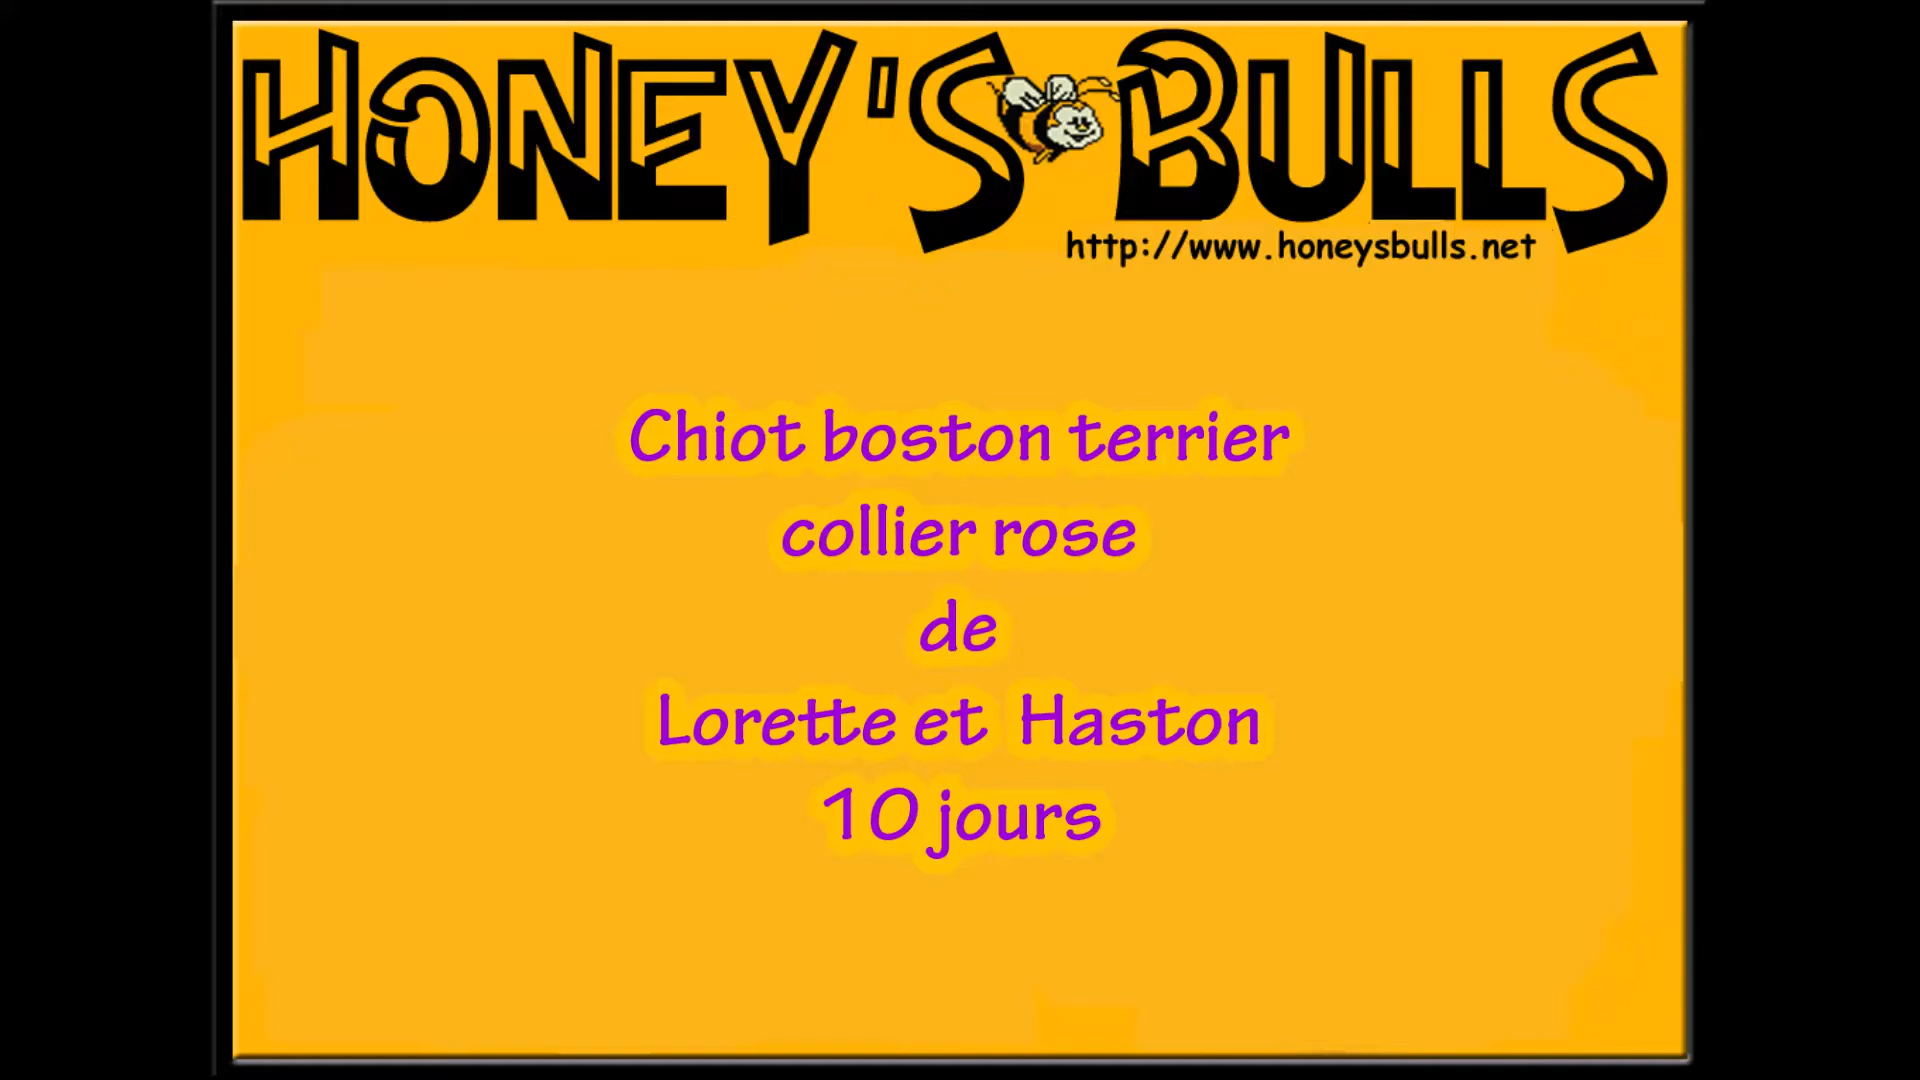 HONEY'S BULLS
http://www.honeysbulls.net
Chiot boston terrier
collier rose
de
Lorette et Haston
10 jours